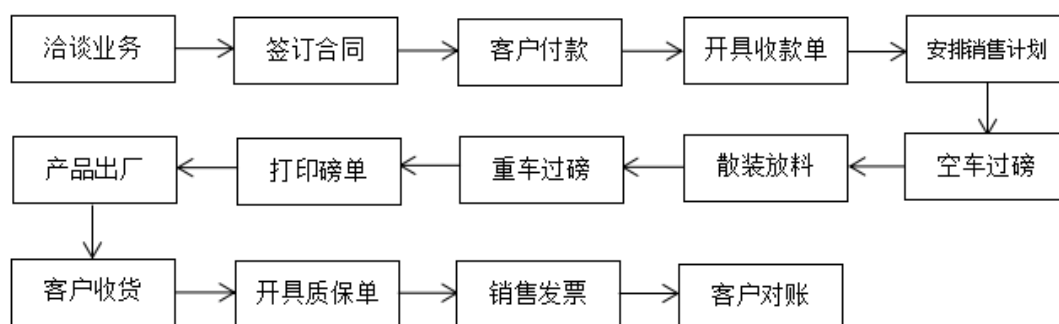 洽谈业务
签订合同
客户付款
开具收款单
安排销售计划
空车过磅
散装放料
重车过磅
打印磅单
产品出厂
客户收货
开具质保单
销售发票
客户对账